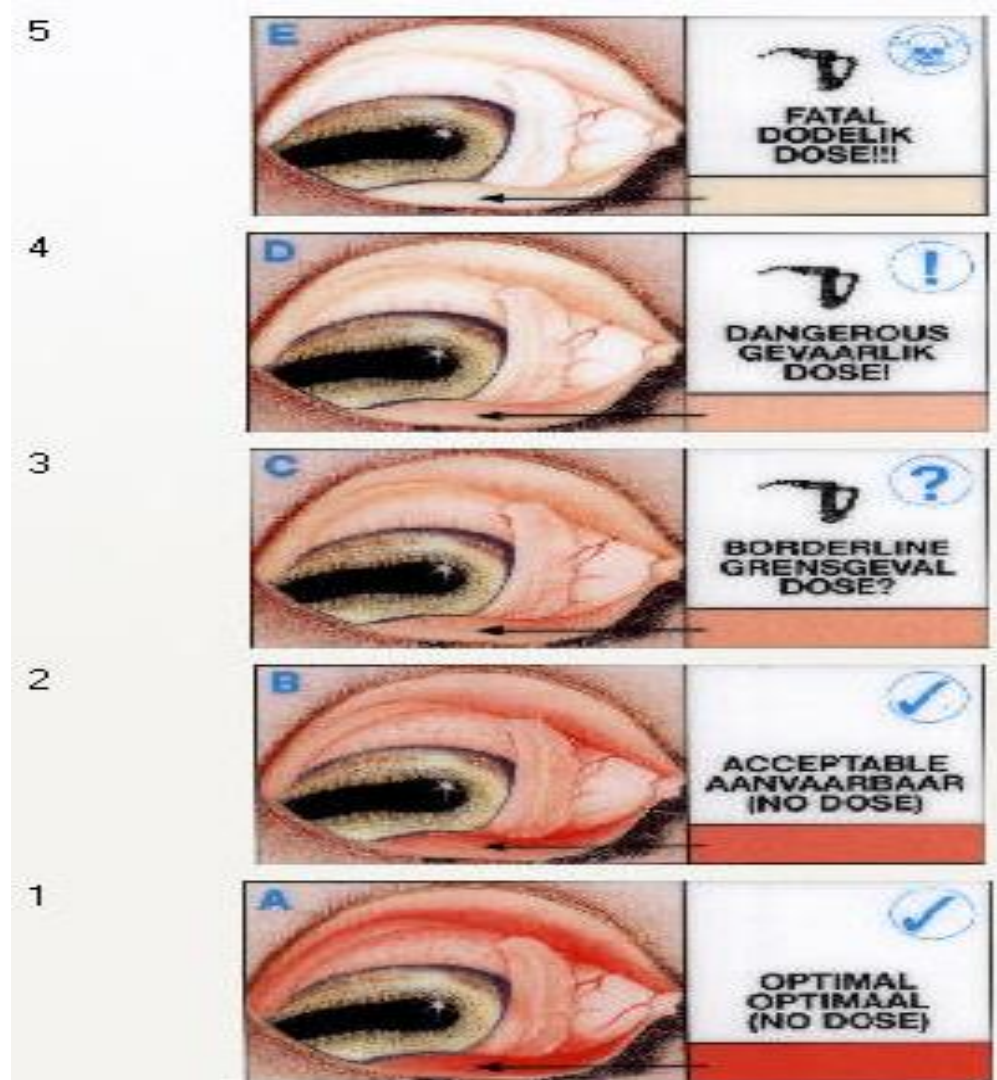 5
E
FATAL
DODELIK
DOSE!!!
4
D
!
DANGEROUS
GEVAARLIK
DOSE!
3
C
?
BORDERLINE
GRENSGEVAL
DOSE?
2
B
ACCEPTABLE
AANVAARBAAR
(NO DOSE)
1
A
OPTIMAL
OPTIMAAL
(NO DOSE)